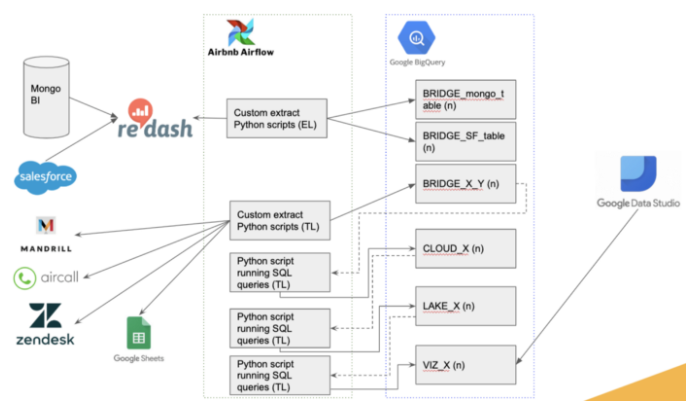 Airbnb Airflow
Google BigQuery
Mongo
BI
re:dash
salesforce
MANDRILL
aircall
zendesk
Google Sheets
Custom extract
Python scripts (EL)
Custom extract
Python scripts (TL)
Python script
running SQL
queries (TL)
Python script
running SQL
queries (TL)
Python script
running SQL
queries (TL)
BRIDGE_mongo_t
able (n)
BRIDGE_SF_table
(n)
BRIDGE_X_Y (n)
CLOUD_X (n)
LAKE_X (n)
VIZ_X (n)
Google Data Studio